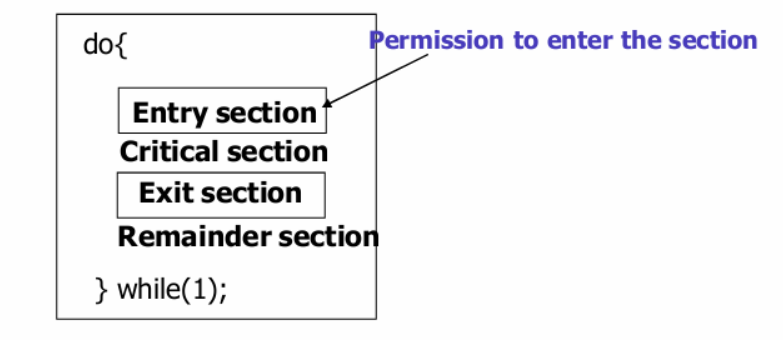 do{
Permission to enter the section
Entry section
Critical section
Exit section
Remainder section
} while(1);